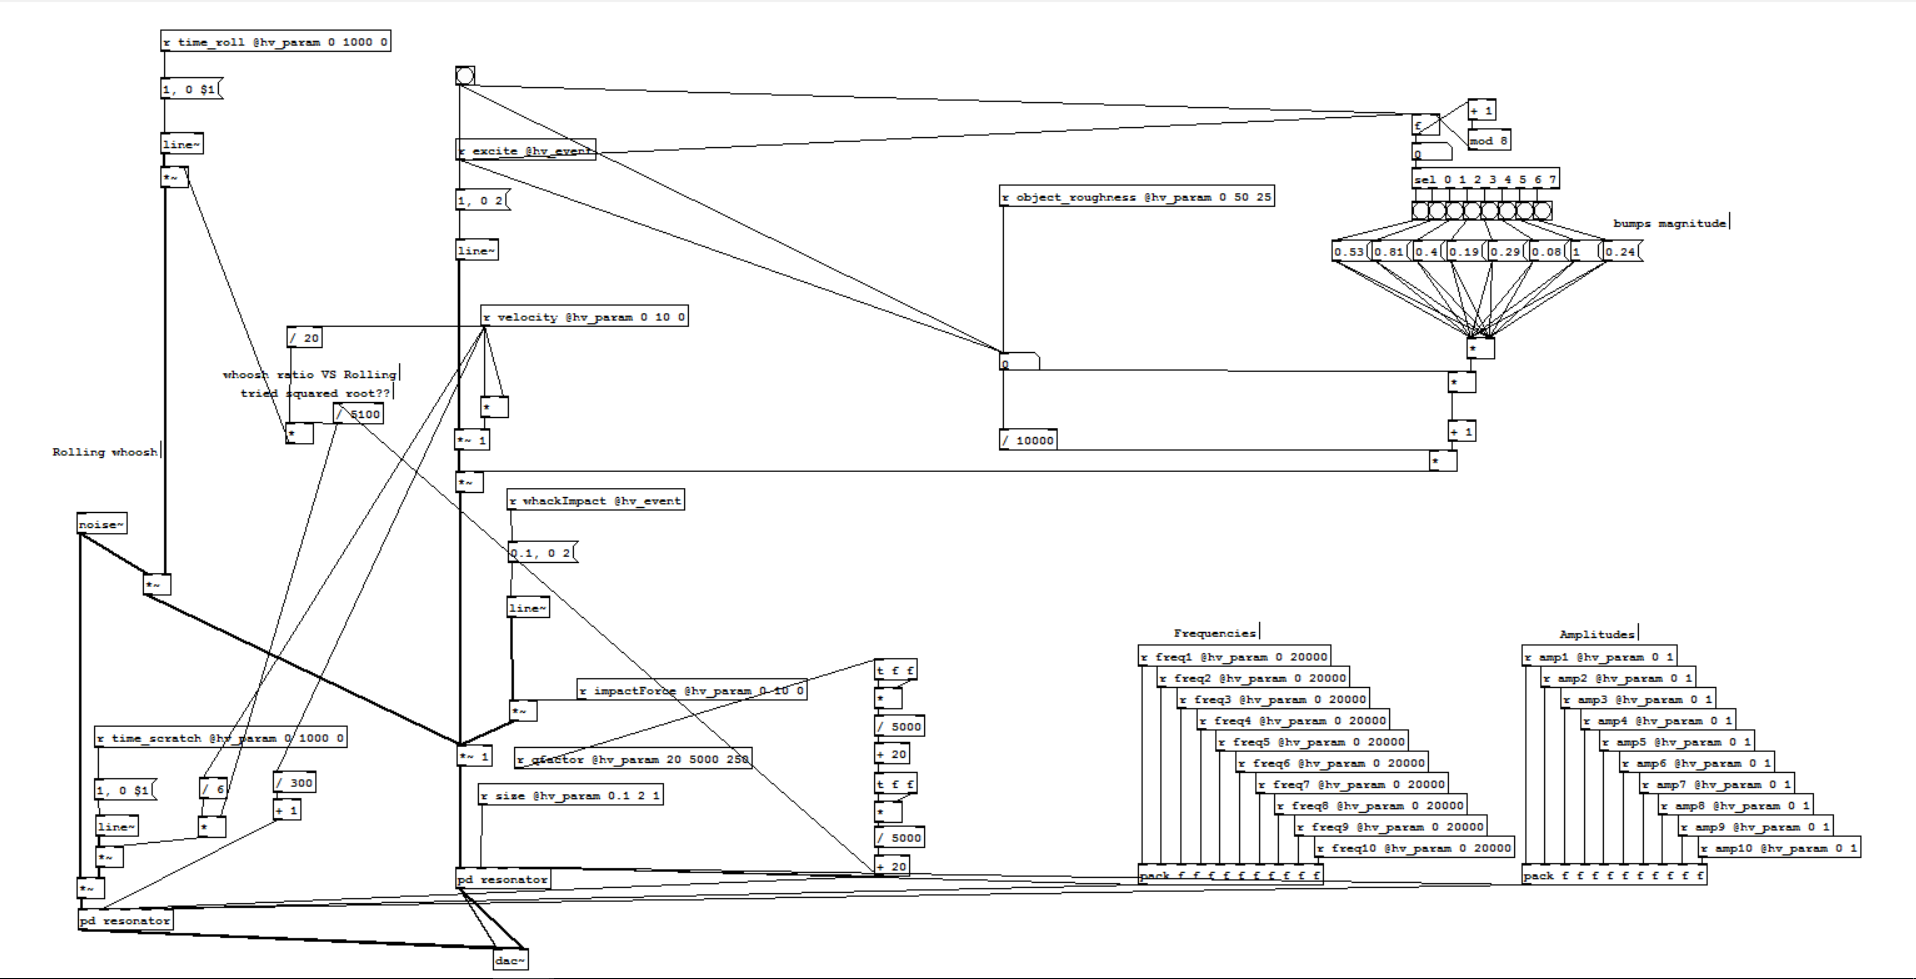 r time_roll @hv_param 0 1000 0
1, 0 $1
line~
*~
r excite @hv_event
1, 0 2
line~
f
+ 1
mod 8
0
sel 0 1 2 3 4 5 6 7
bumps magnitude
0.53
0.81
0.4
0.19
0.29
0.08
1
0.24
*
*
+ 1
*
r object_roughness @hv_param 0 50 25
0
/ 10000
r velocity @hv_param 0 10 0
/ 20
whoosh ratio VS Rolling
tried squared root??
/ 5100
*
*
*~ 1
*~
Rolling whoosh
r whackImpact @hv_event
0.1, 0 2
line~
noise~
*~
r impactForce @hv_param 0 10 0
*~
*~ 1
r qfactor @hv_param 20 5000 250
r size @hv_param 0.1 2 1
t f f
*
/ 5000
+ 20
t f f
*
/ 5000
+ 20
r time_scratch @hv_param 0 1000 0
1, 0 $1
line~
*~
/ 6
*
/ 300
+ 1
*~
pd resonator
pd resonator
dac~
Frequencies
r freq1 @hv_param 0 20000
r freq2 @hv_param 0 20000
r freq3 @hv_param 0 20000
r freq4 @hv_param 0 20000
r freq5 @hv_param 0 20000
r freq6 @hv_param 0 20000
r freq7 @hv_param 0 20000
r freq8 @hv_param 0 20000
r freq9 @hv_param 0 20000
r freq10 @hv_param 0 20000
pack f f f f f f f f f f
Amplitudes
r amp1 @hv_param 0 1
r amp2 @hv_param 0 1
r amp3 @hv_param 0 1
r amp4 @hv_param 0 1
r amp5 @hv_param 0 1
r amp6 @hv_param 0 1
r amp7 @hv_param 0 1
r amp8 @hv_param 0 1
r amp9 @hv_param 0 1
r amp10 @hv_param 0 1
pack f f f f f f f f f f